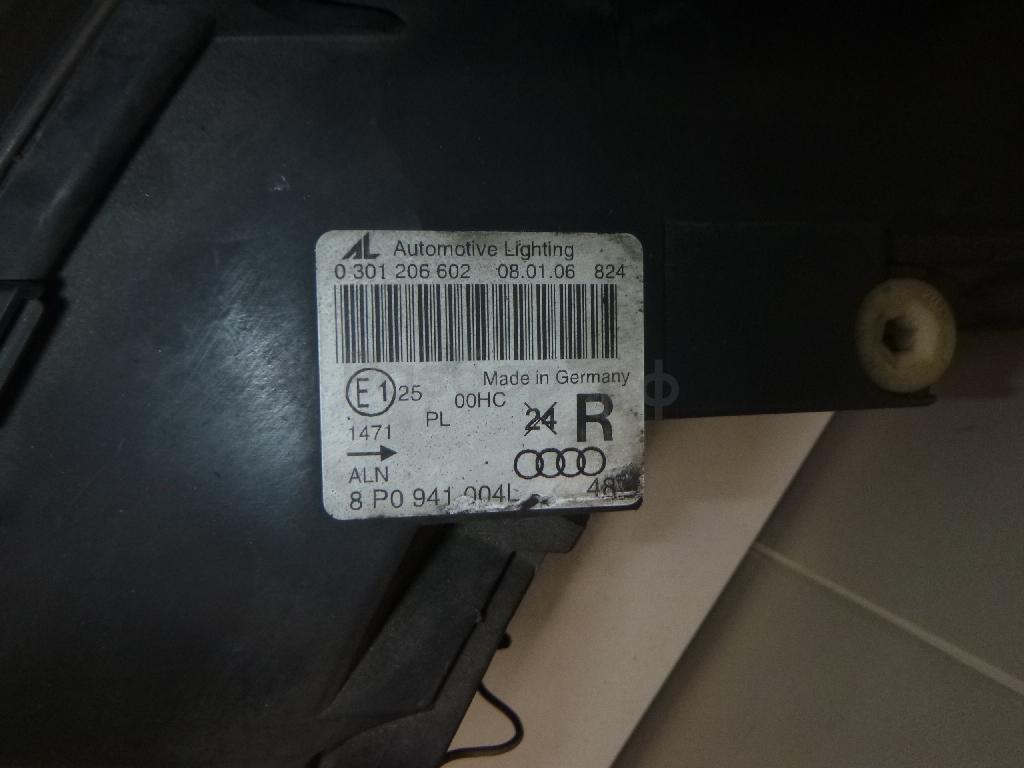 AL Automotive Lighting
0 301 206 602 08.01.06 824
Made in Germany
E1 25 00HC
PL 24 R
1471
ALN
8 P0 941 004L 48
ф